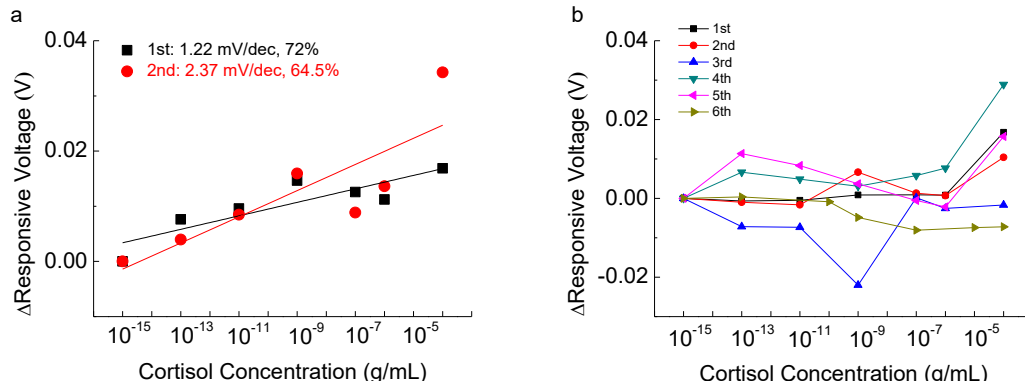 a
0.04
0.02
0.00
ΔResponsive Voltage (V)
1st: 1.22 mV/dec, 72%
2nd: 2.37 mV/dec, 64.5%
10⁻¹⁵ 10⁻¹³ 10⁻¹¹ 10⁻⁹ 10⁻⁷ 10⁻⁵
Cortisol Concentration (g/mL)
b
0.04
0.02
0.00
-0.02
ΔResponsive Voltage (V)
1st
2nd
3rd
4th
5th
6th
10⁻¹⁵ 10⁻¹³ 10⁻¹¹ 10⁻⁹ 10⁻⁷ 10⁻⁵
Cortisol Concentration (g/mL)